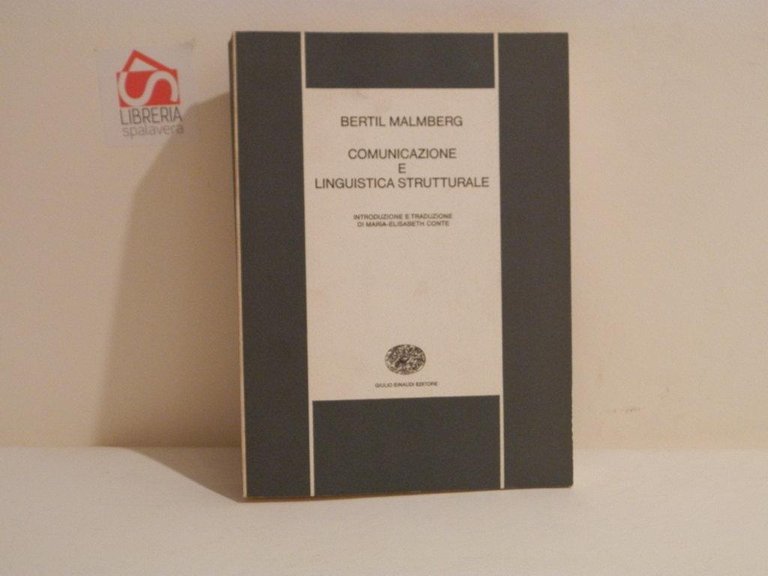 LIBRERIA
spalavera
BERTIL MALMBERG
COMUNICAZIONE
E
LINGUISTICA STRUTTURALE
INTRODUZIONE E TRADUZIONE
DI MARIA-ELISABETH CONTE
GIULIO EINAUDI EDITORE